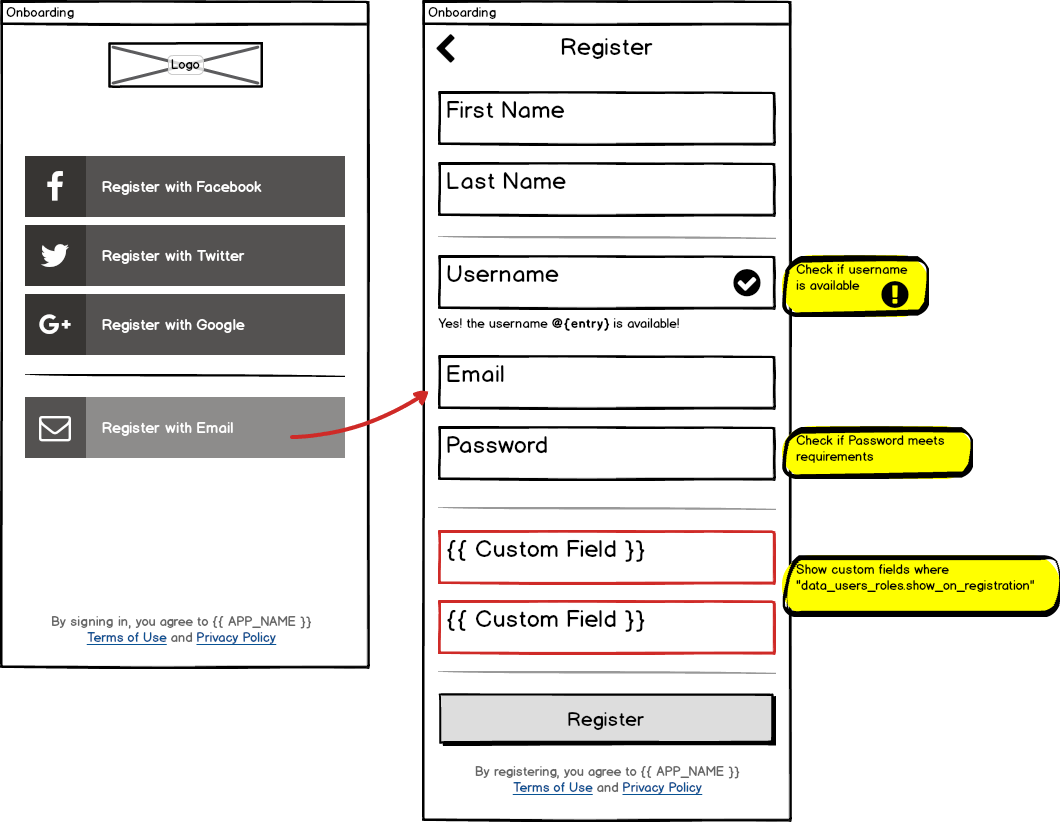 Onboarding
Logo
Register with Facebook
Register with Twitter
Register with Google
Register with Email
By signing in, you agree to {{ APP_NAME }}
Terms of Use and Privacy Policy
Onboarding
Register
First Name
Last Name
Username
Check if username
is available
Yes! the username @{entry} is available!
Email
Password
Check if Password meets
requirements
{{ Custom Field }}
Show custom fields where
"data_users_roles.show_on_registration"
{{ Custom Field }}
Register
By registering, you agree to {{ APP_NAME }}
Terms of Use and Privacy Policy